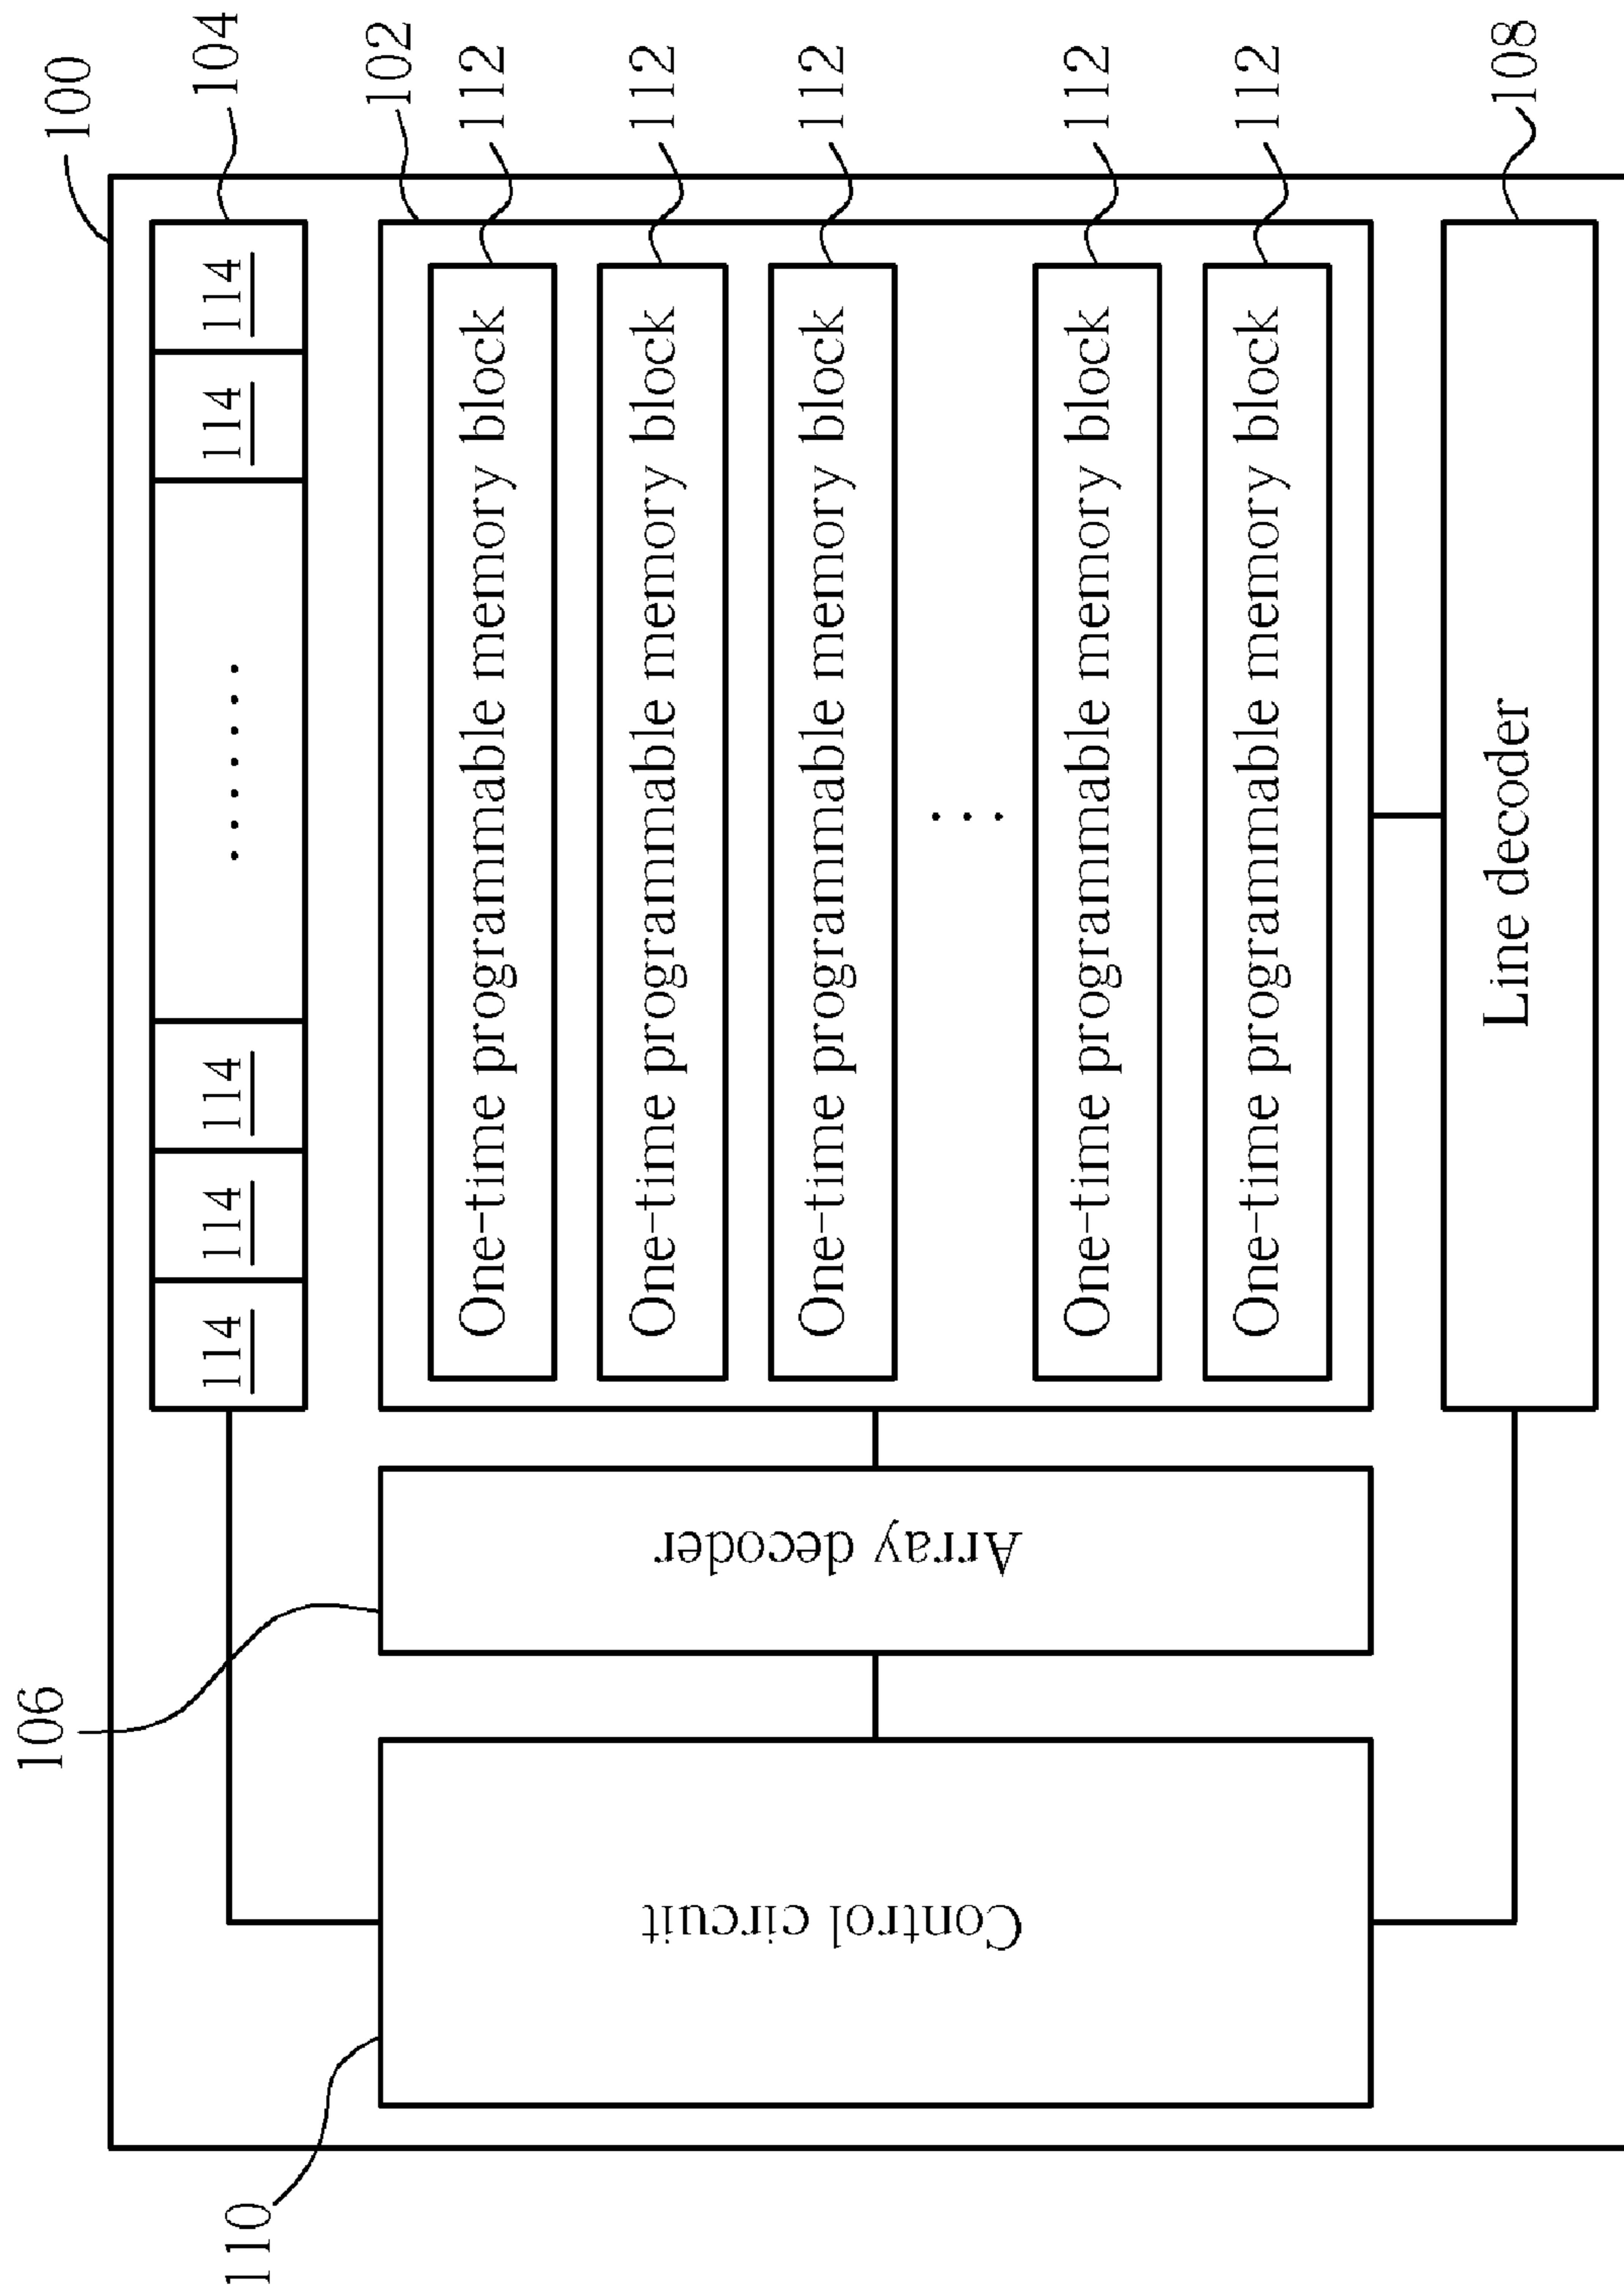 100
104
102
112
112
112
112
112
108
114
114
........
114
114
114
One-time programmable memory block
One-time programmable memory block
One-time programmable memory block
...
One-time programmable memory block
One-time programmable memory block
Line decoder
Array decoder
106
Control circuit
110